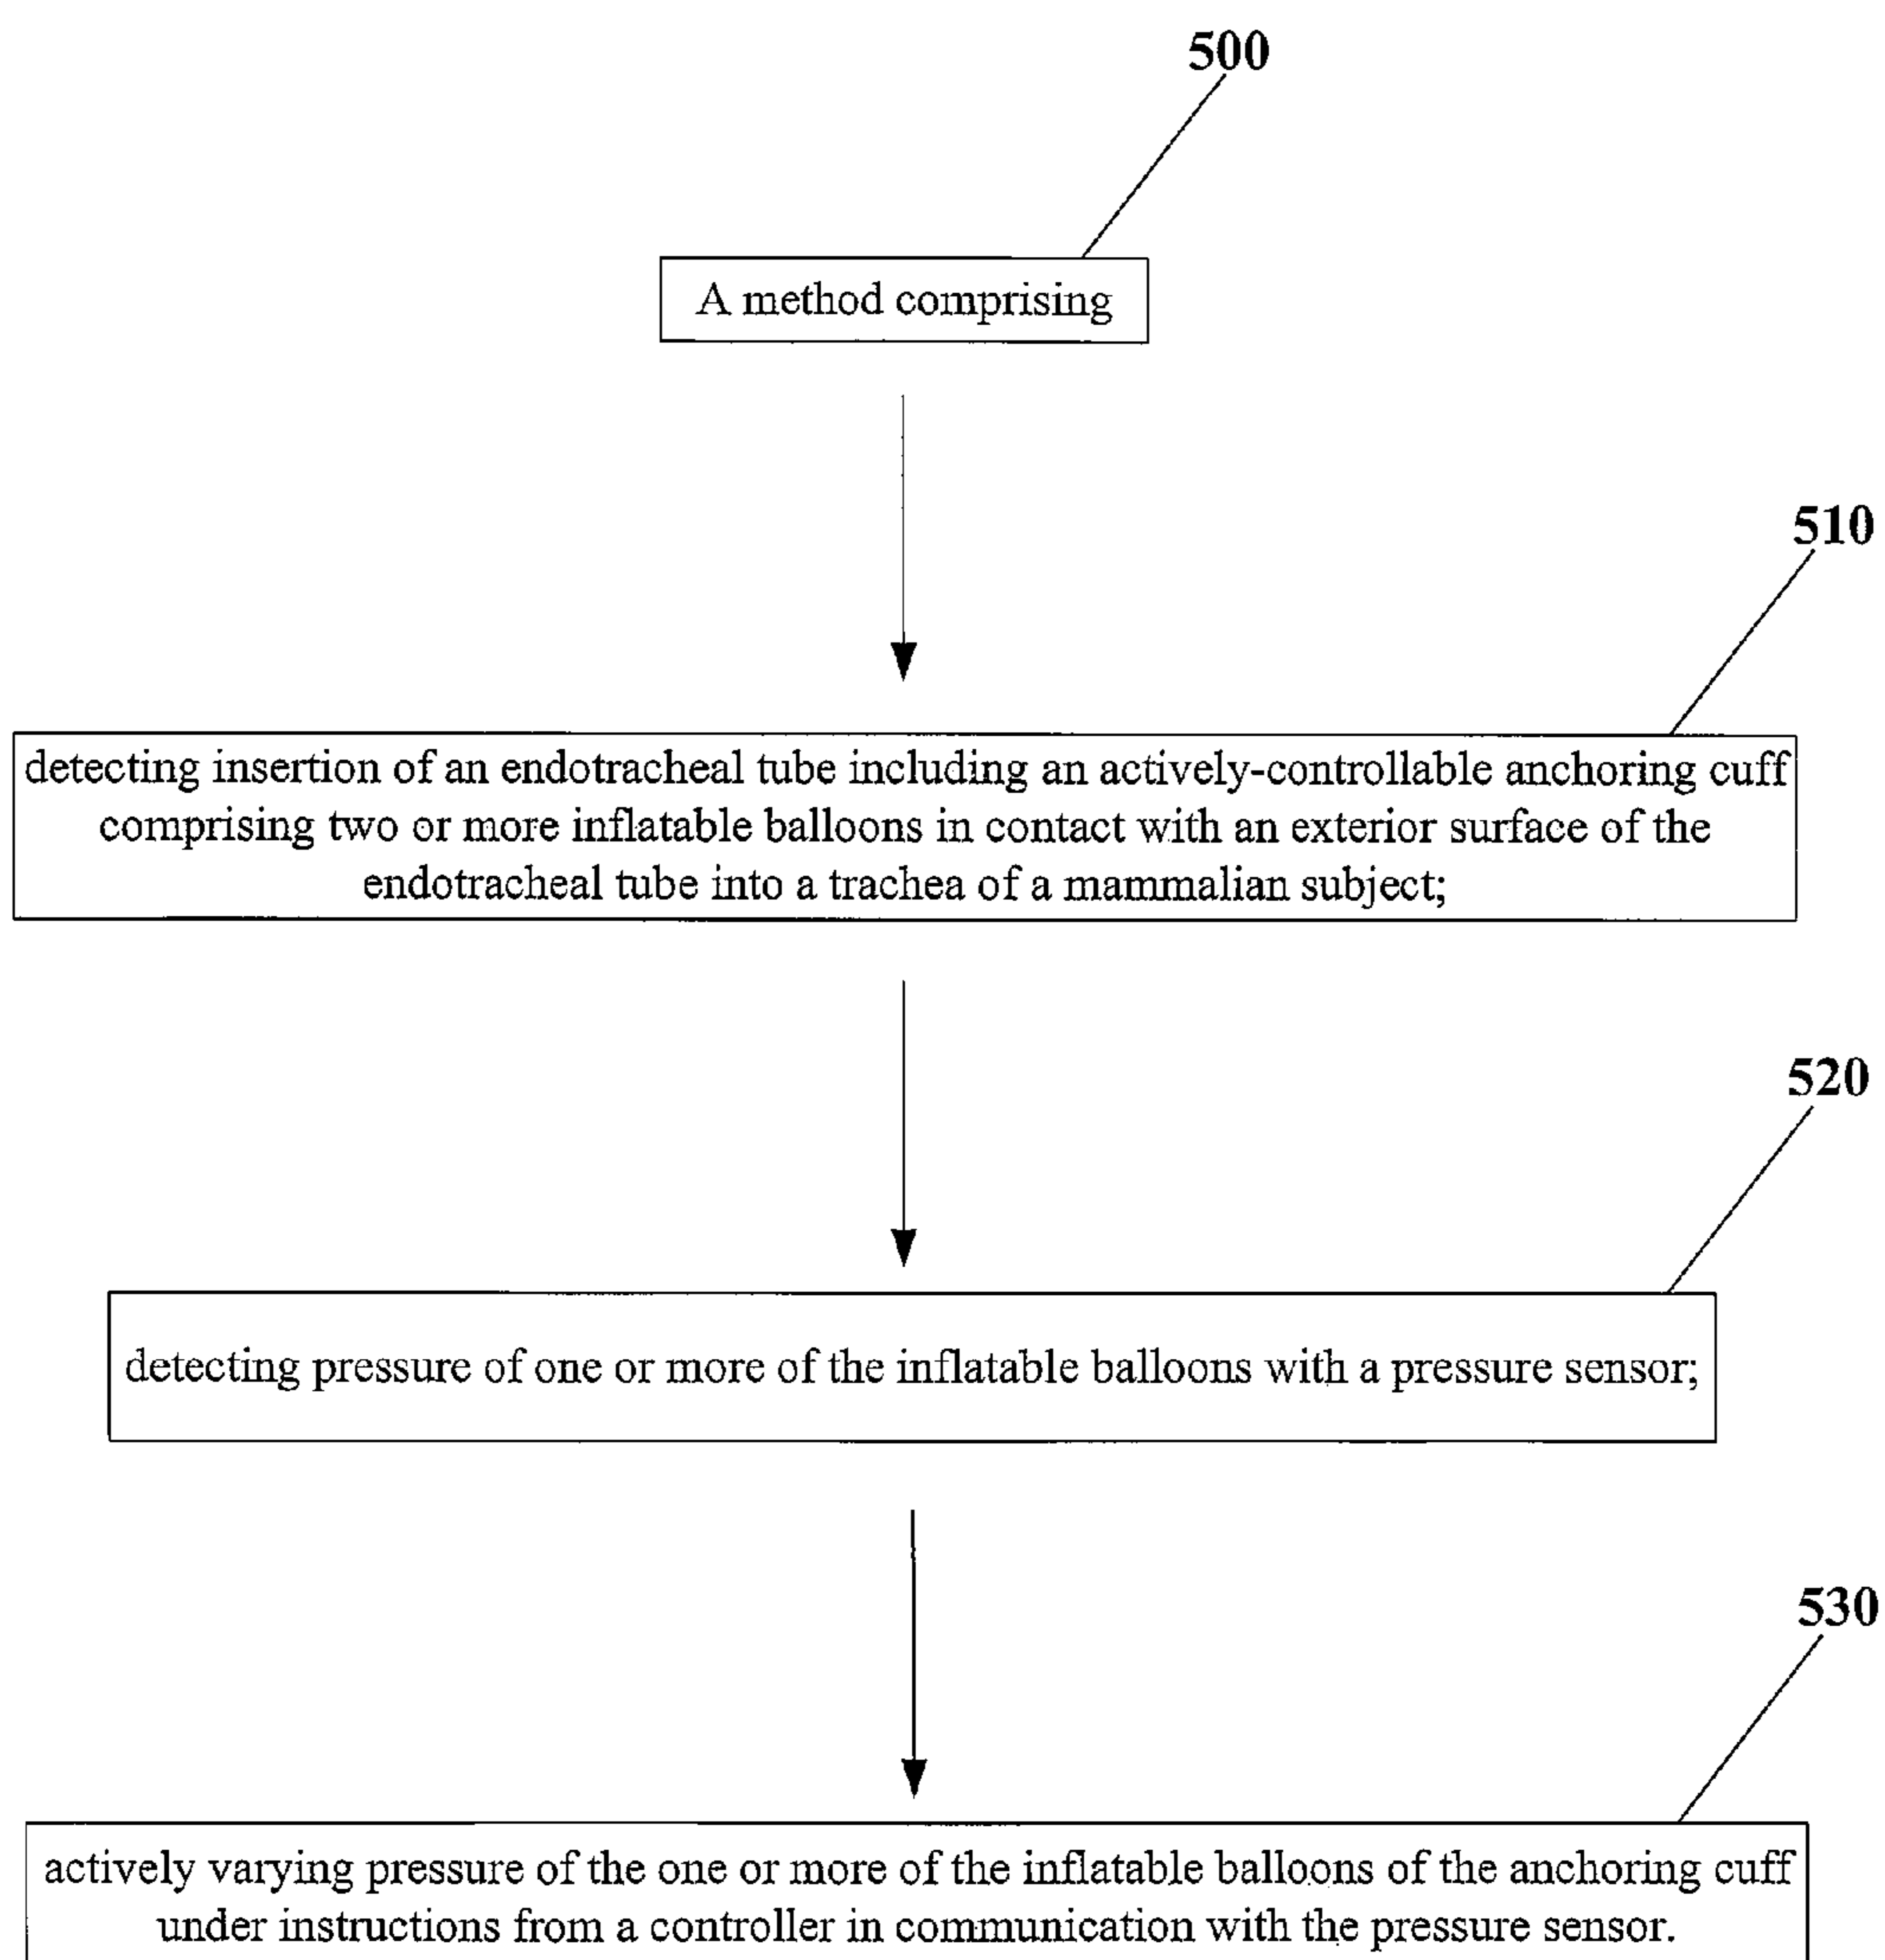 500
A method comprising
510
detecting insertion of an endotracheal tube including an actively-controllable anchoring cuff
comprising two or more inflatable balloons in contact with an exterior surface of the
endotracheal tube into a trachea of a mammalian subject;
520
detecting pressure of one or more of the inflatable balloons with a pressure sensor;
530
actively varying pressure of the one or more of the inflatable balloons of the anchoring cuff
under instructions from a controller in communication with the pressure sensor.